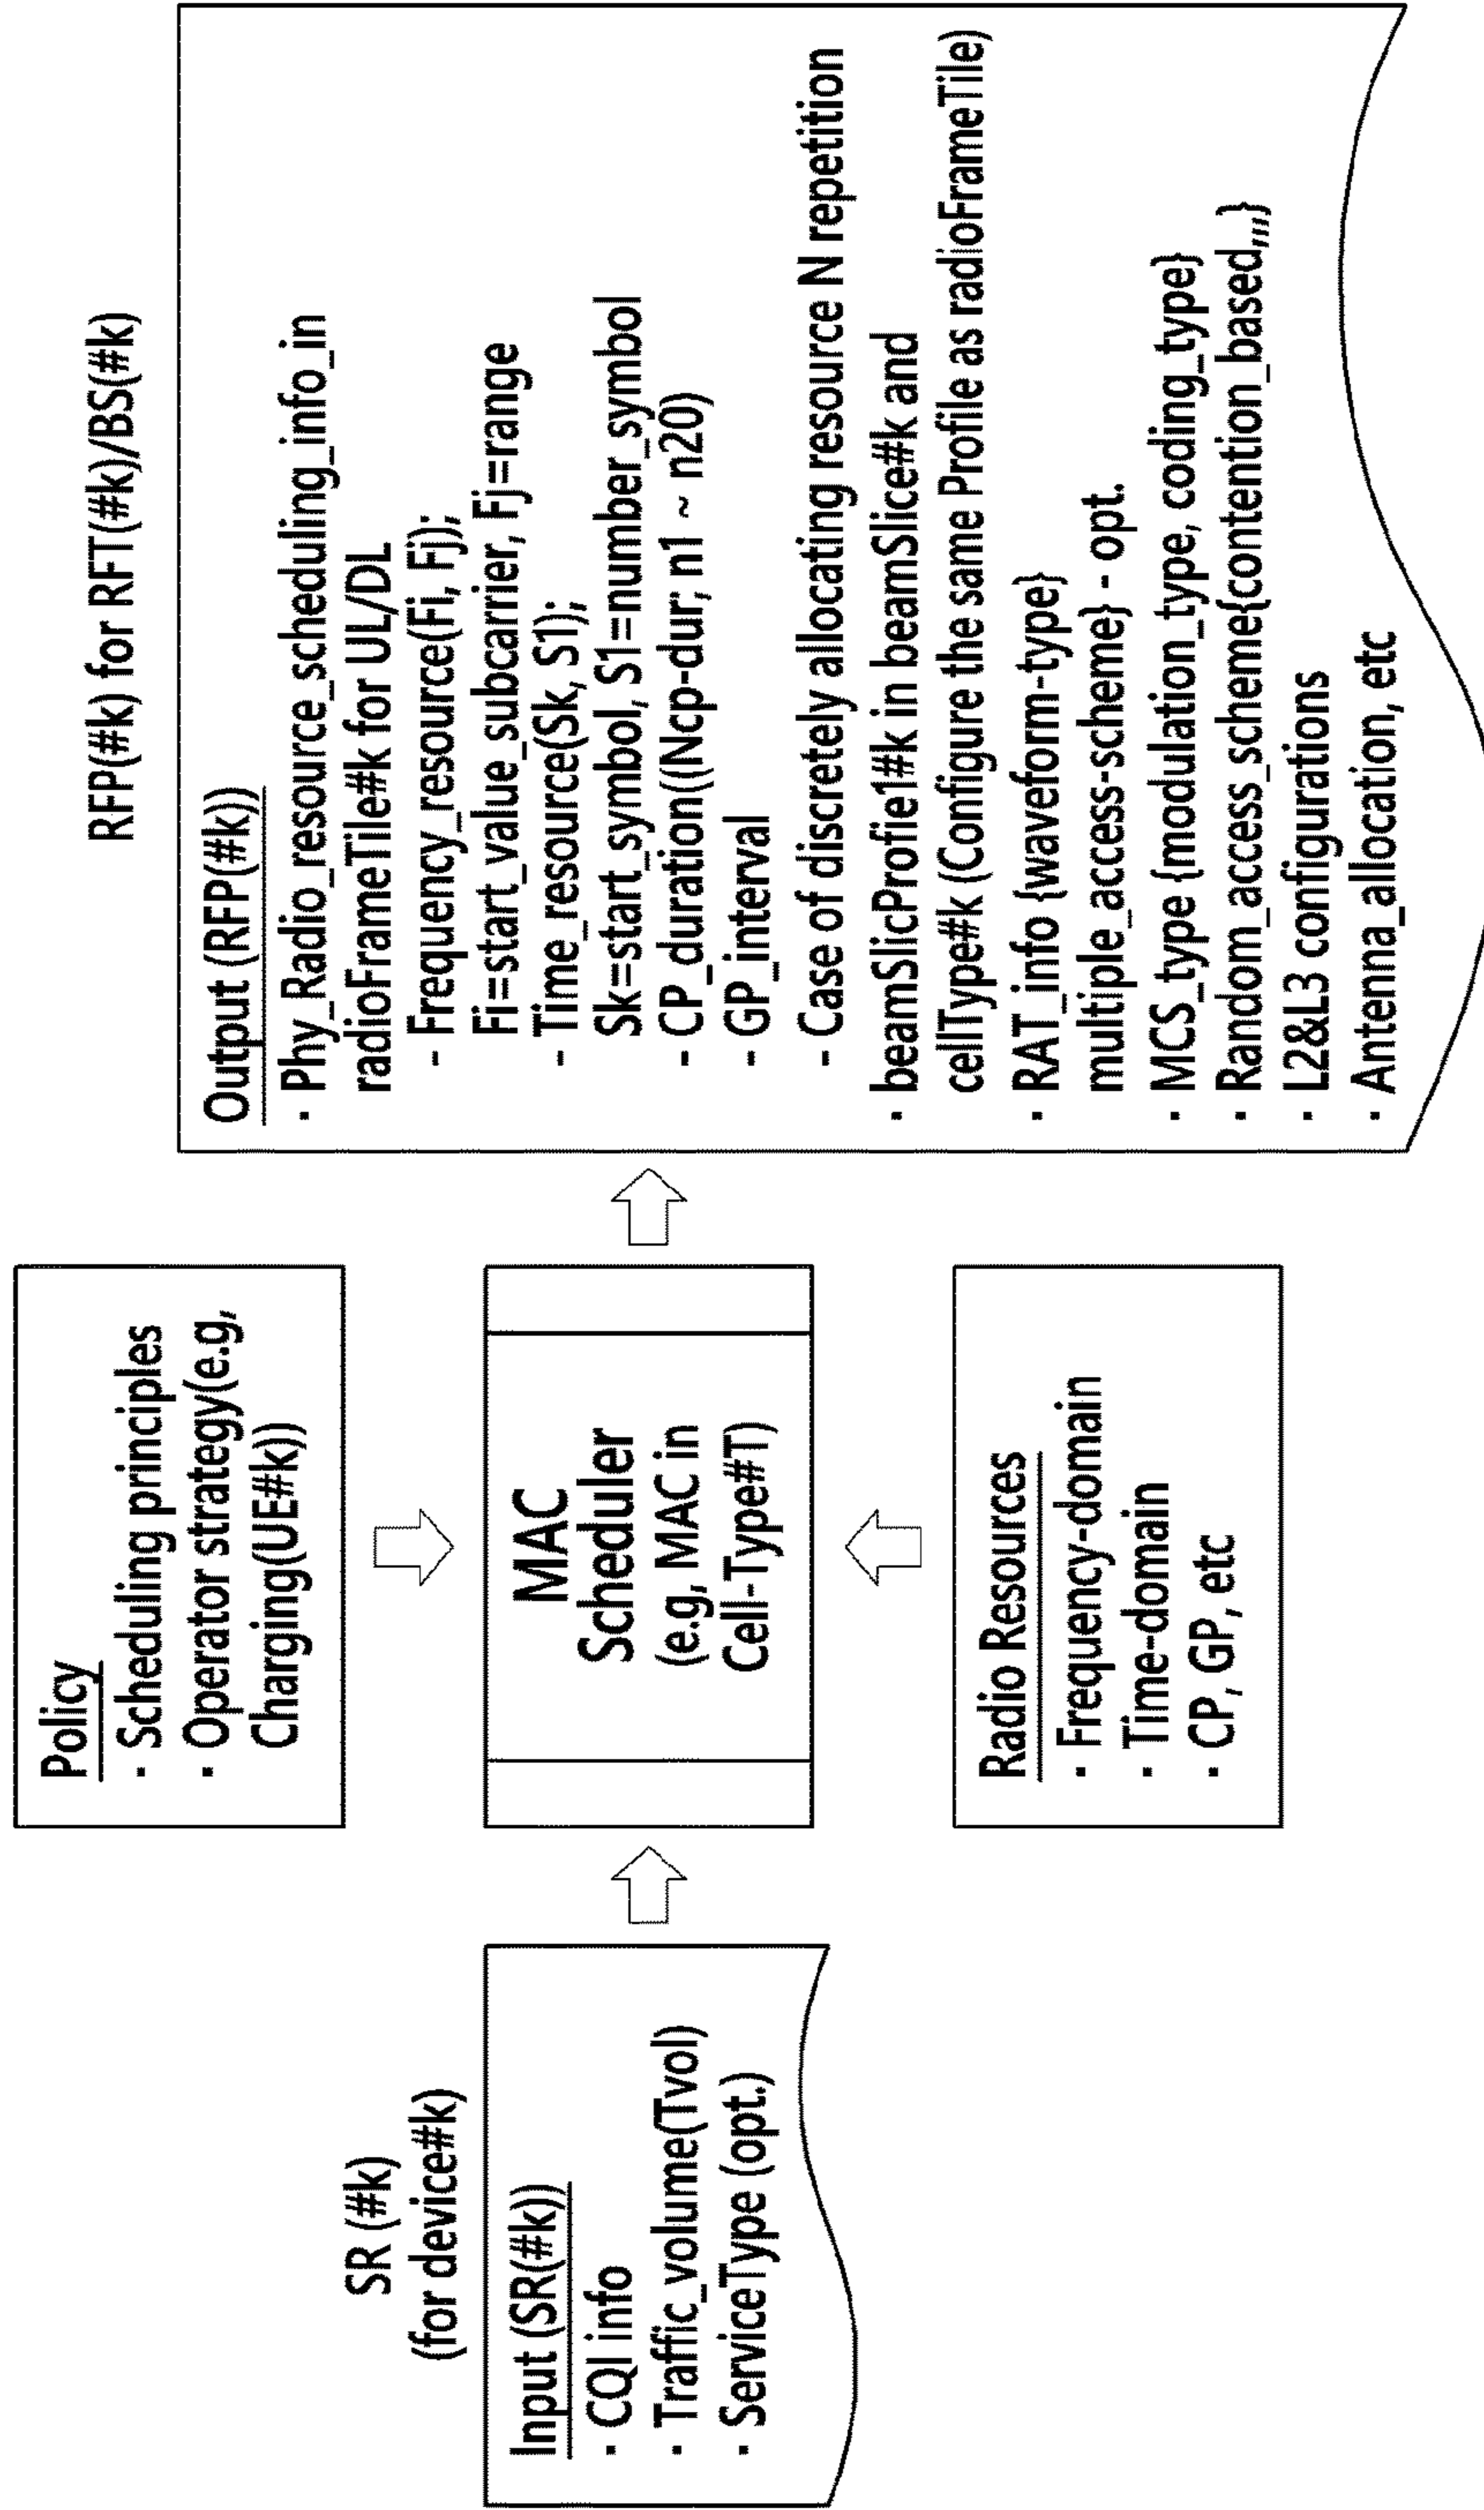 SR (#k)
(for device#k)
Input (SR(#k))
· CQI info
· Traffic_volume(Tvol)
· ServiceType (opt.)
Policy
· Scheduling principles
· Operator strategy(e.g,
Charging(UE#k))
MAC
Scheduler
(e.g, MAC in
Cell-Type#T)
Radio Resources
· Frequency-domain
· Time-domain
· CP, GP, etc
RFP(#k) for RFT(#k)/BS(#k)
Output (RFP(#k))
· Phy_Radio_resource_scheduling_info_in
radioFrameTile#k for UL/DL
- Frequency_resource(Fi, Fj);
Fi=start_value_subcarrier, Fj=range
- Time_resource(Sk, S1);
Sk=start_symbol, S1=number_symbol
- CP_duration((Ncp-dur; n1 ~ n20)
- GP_interval
- Case of discretely allocating resource N repetition
· beamSlicProfie1#k in beamSlice#k and
cellType#k (Configure the same Profile as radioFrameTile)
· RAT_info {waveform-type}
multiple_access-scheme} - opt.
· MCS_type {modulation_type, coding_type}
· Random_access_scheme{contention_based,,,}
· L2&L3 configurations
· Antenna_allocation, etc